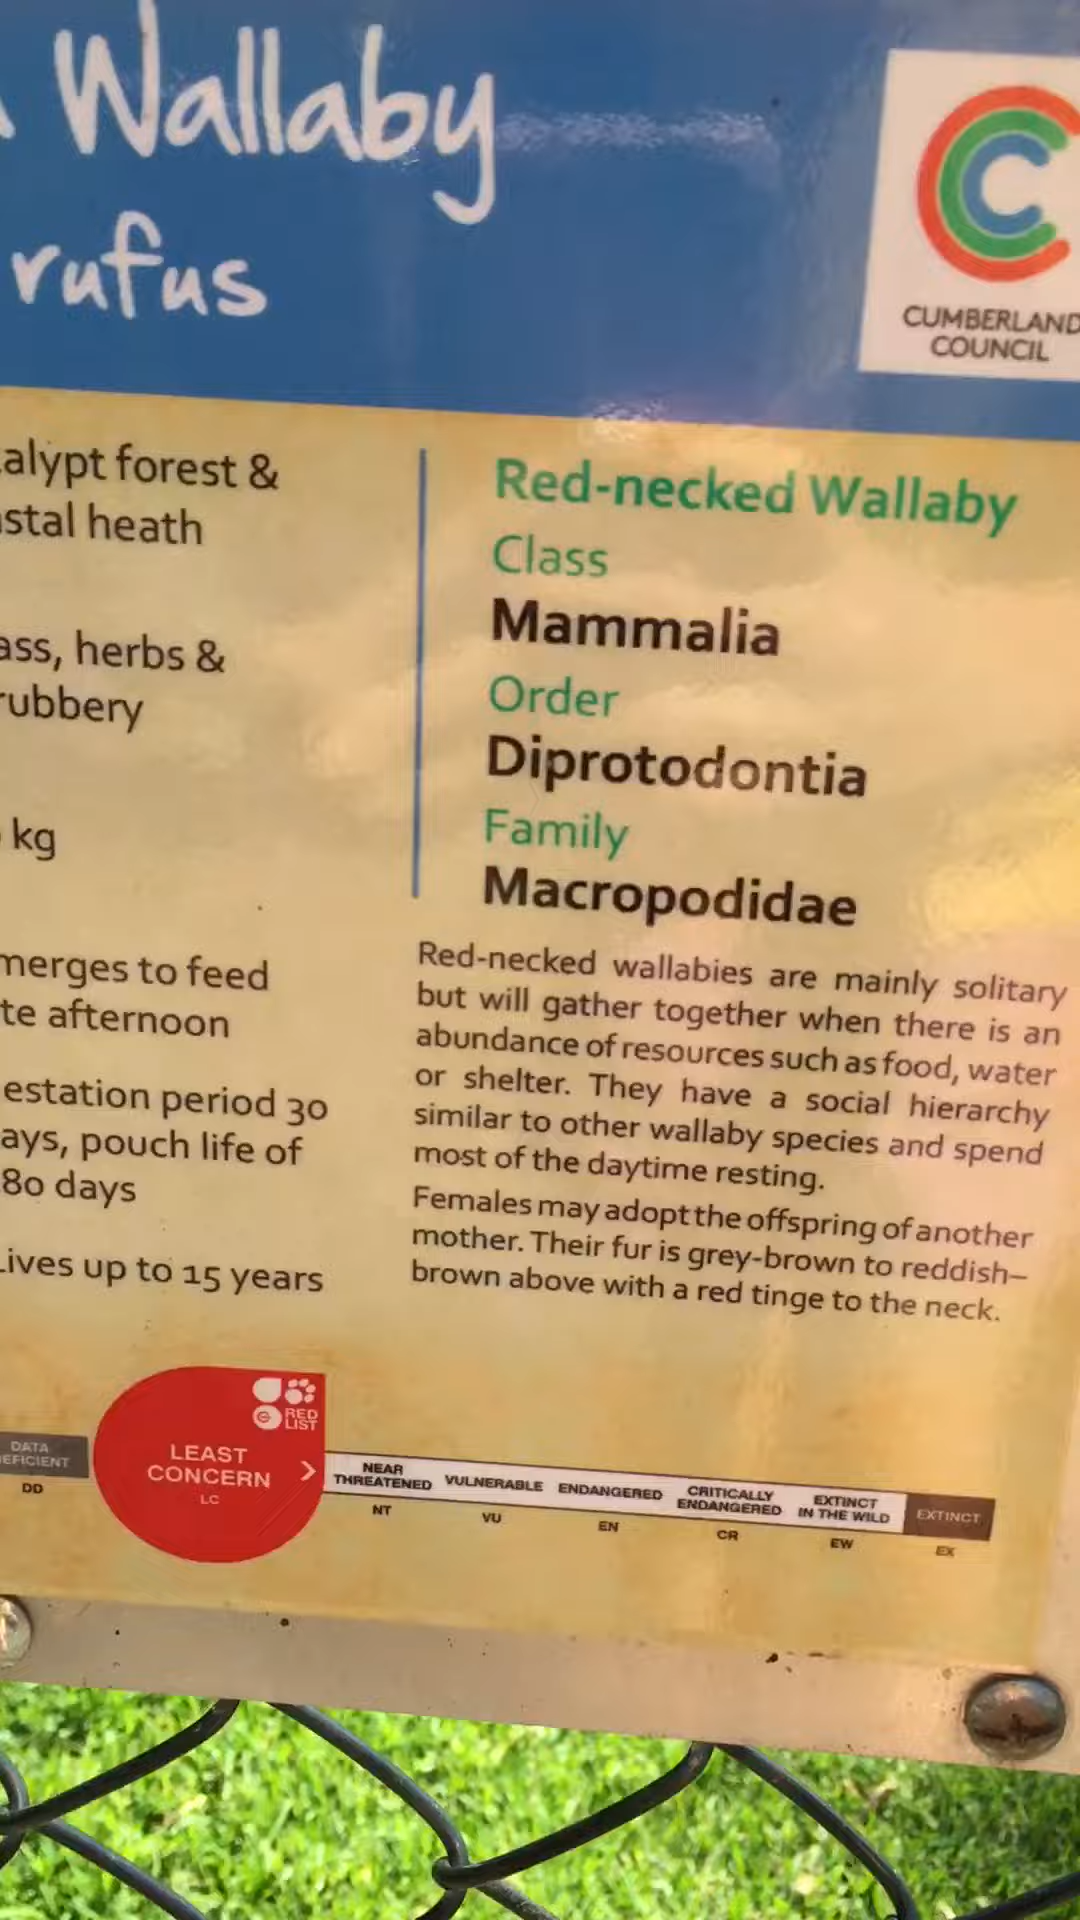 Wallaby
rufus
CUMBERLAND
COUNCIL
alypt forest &
stal heath
ass, herbs &
rubbery
kg
merges to feed
te afternoon
estation period 30
ays, pouch life of
80 days
ives up to 15 years
Red-necked Wallaby
Class
Mammalia
Order
Diprotodontia
Family
Macropodidae
Red-necked wallabies are mainly solitary
but will gather together when there is an
abundance of resources such as food, water
or shelter. They have a social hierarchy
similar to other wallaby species and spend
most of the daytime resting.
Females may adopt the offspring of another
mother. Their fur is grey-brown to reddish–
brown above with a red tinge to the neck.
RED
LIST
DATA
EFICIENT
DD
LEAST
CONCERN
LC
NEAR
THREATENED
NT
VULNERABLE
VU
ENDANGERED
EN
CRITICALLY
ENDANGERED
CR
EXTINCT
IN THE WILD
EW
EXTINCT
EX